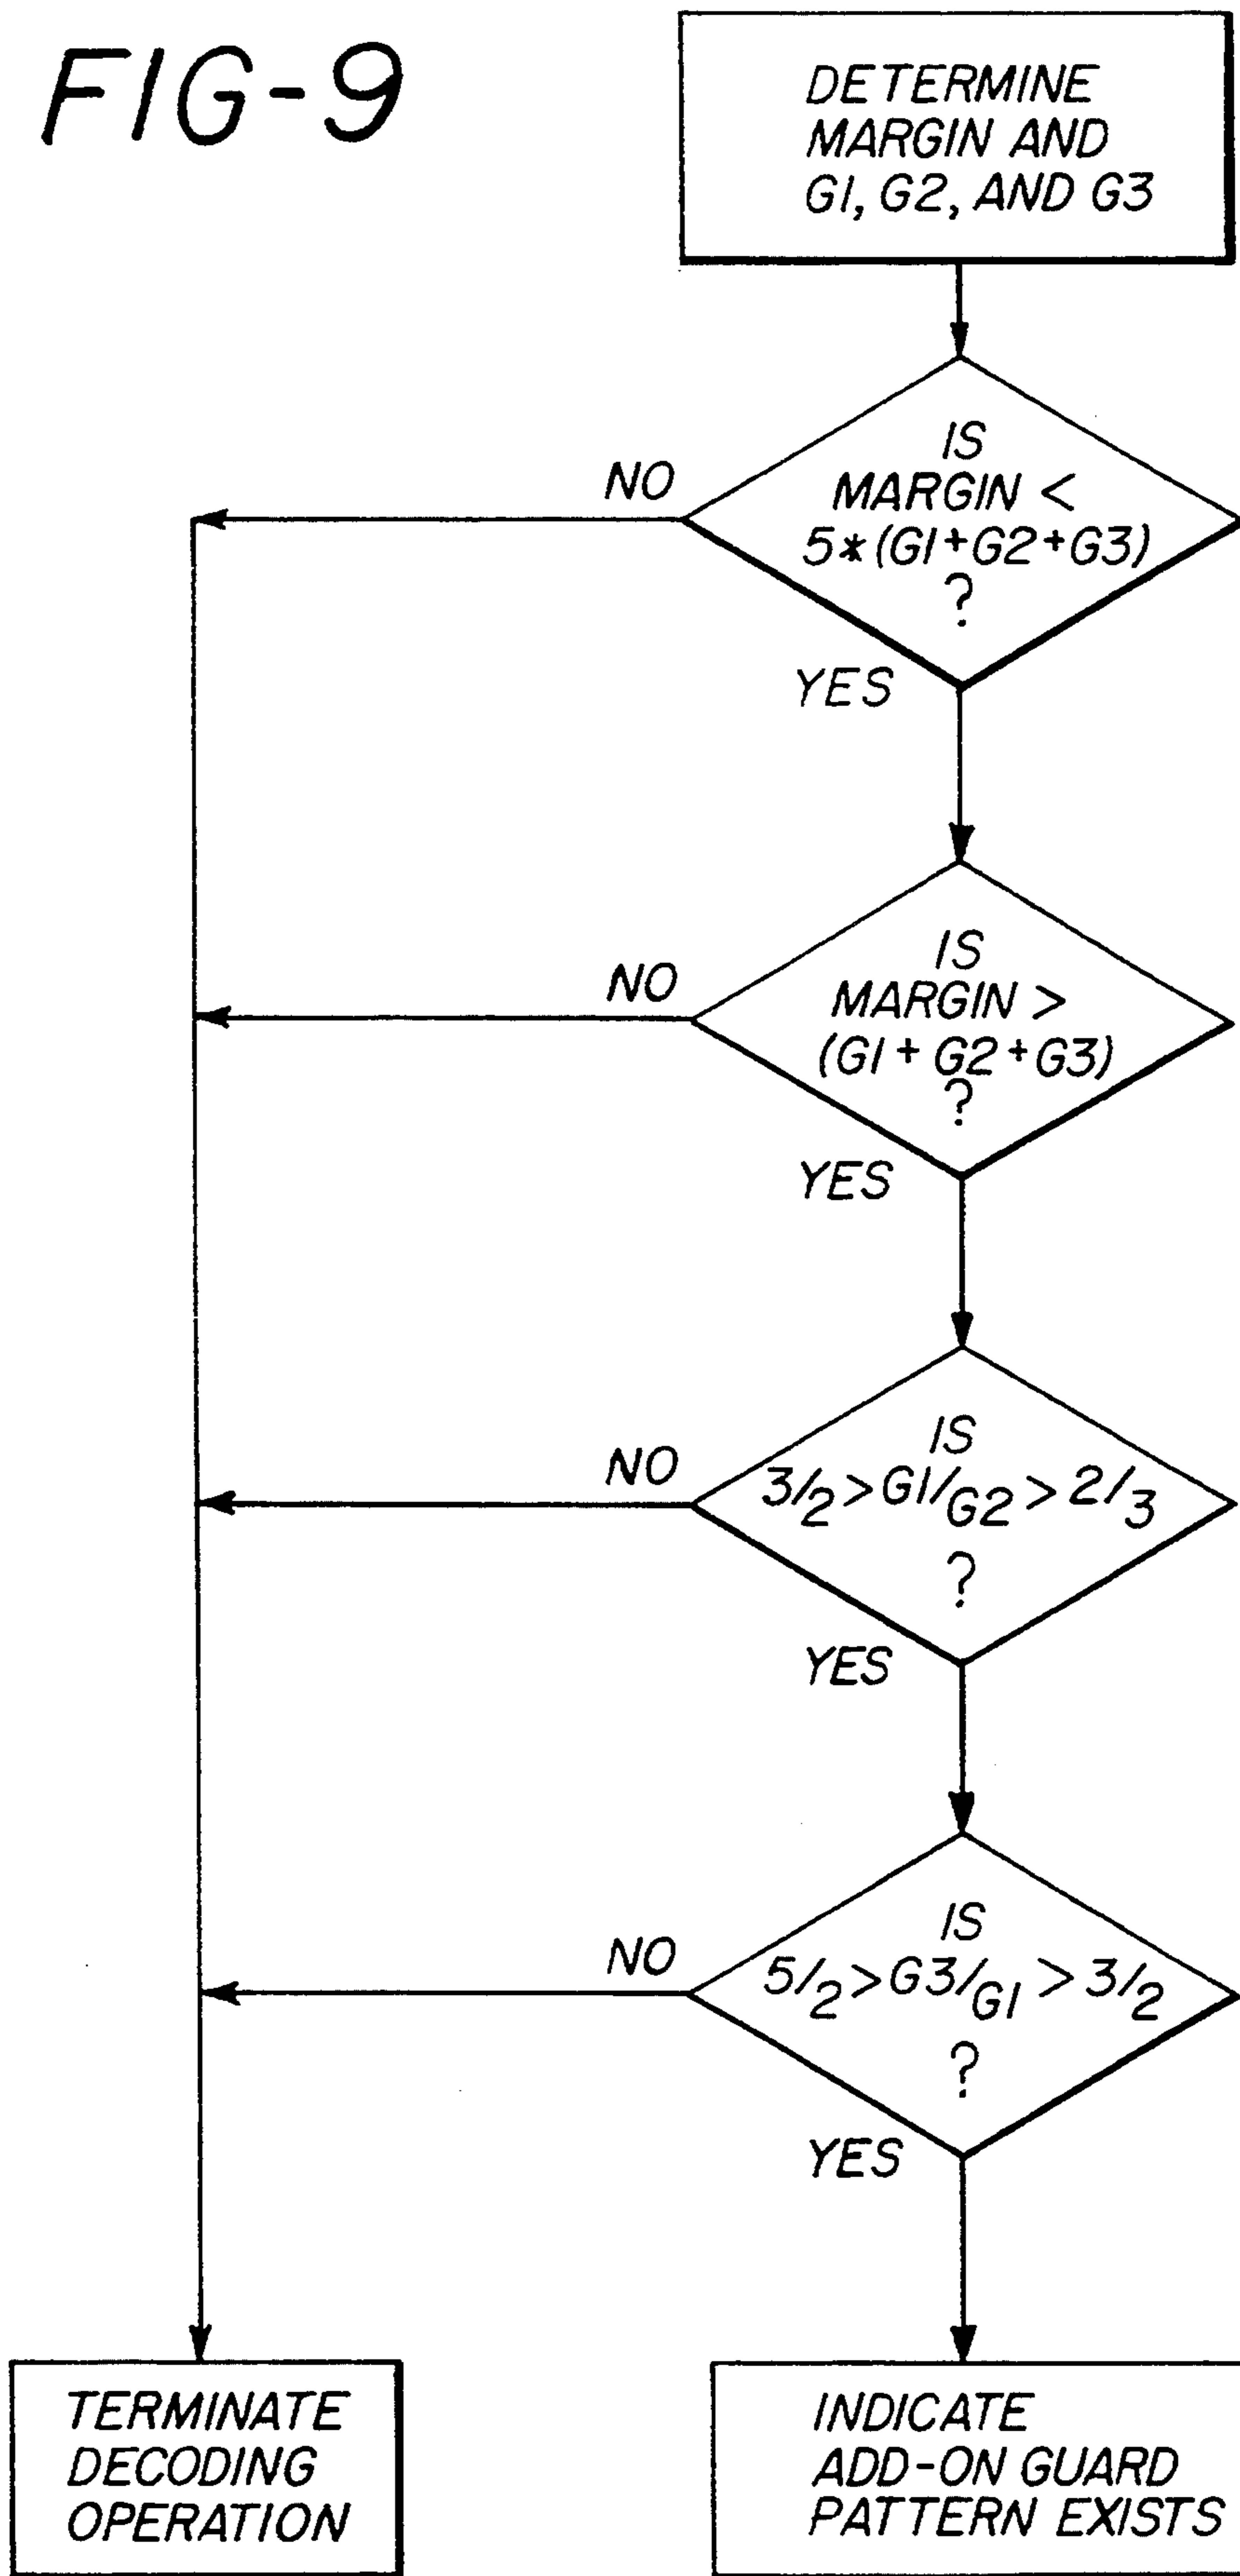 FIG-9
DETERMINE
MARGIN AND
G1, G2, AND G3
IS
MARGIN <
5*(G1+G2+G3)
?
NO
YES
IS
MARGIN >
(G1+G2+G3)
?
NO
YES
IS
3/2>G1/G2>2/3
?
NO
YES
IS
5/2>G3/G1>3/2
?
NO
YES
TERMINATE
DECODING
OPERATION
INDICATE
ADD-ON GUARD
PATTERN EXISTS